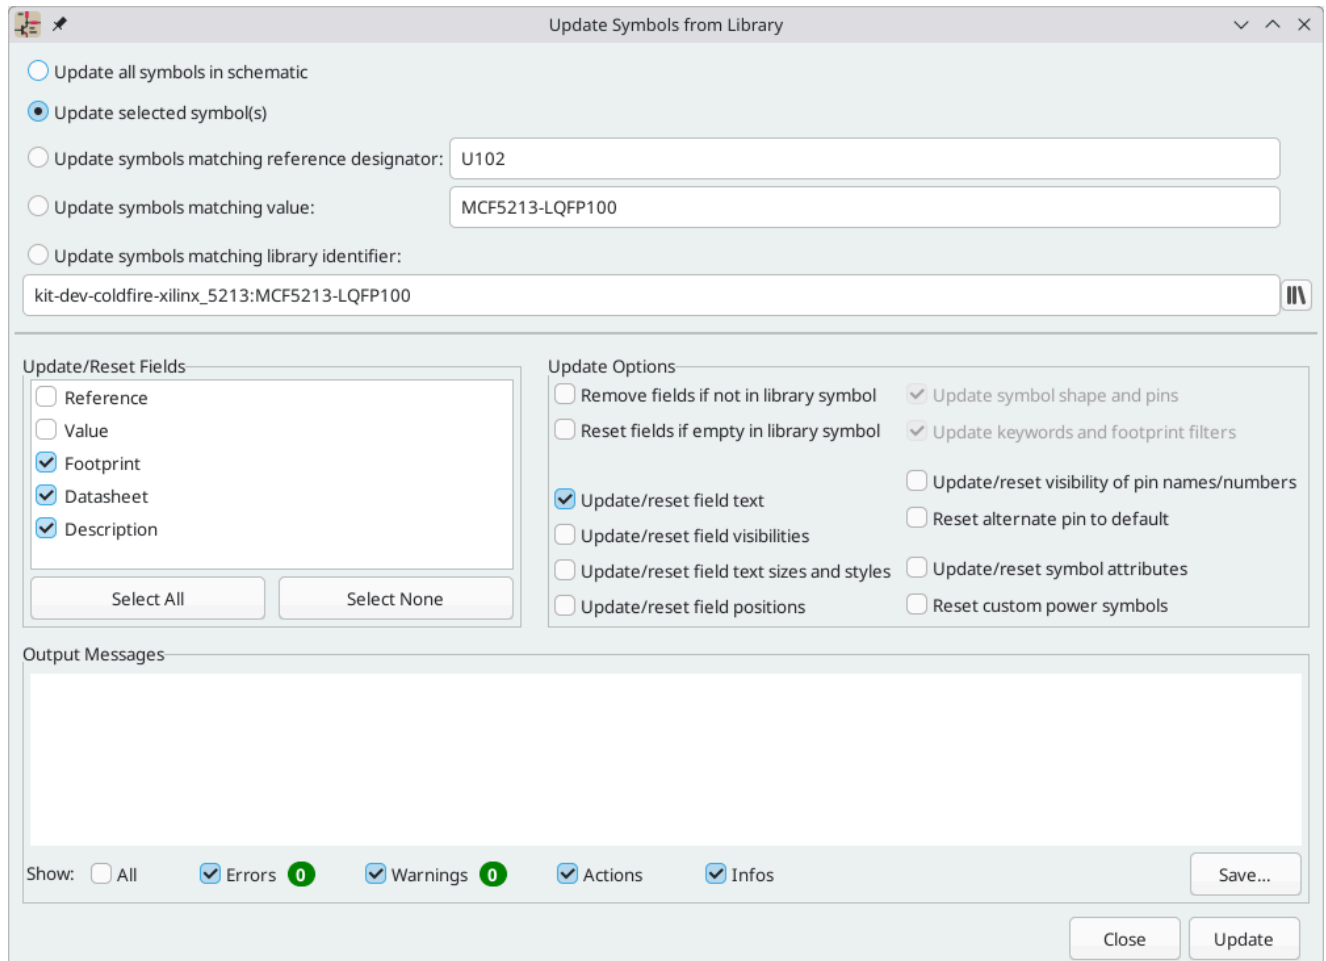 Update Symbols from Library
Update all symbols in schematic
Update selected symbol(s)
Update symbols matching reference designator: U102
Update symbols matching value: MCF5213-LQFP100
Update symbols matching library identifier:
kit-dev-coldfire-xilinx_5213:MCF5213-LQFP100
Update/Reset Fields
Reference
Value
Footprint
Datasheet
Description
Select All Select None
Update Options
Remove fields if not in library symbol
Reset fields if empty in library symbol
Update/reset field text
Update/reset field visibilities
Update/reset field text sizes and styles
Update/reset field positions
Update symbol shape and pins
Update keywords and footprint filters
Update/reset visibility of pin names/numbers
Reset alternate pin to default
Update/reset symbol attributes
Reset custom power symbols
Output Messages
Show: All Errors 0 Warnings 0 Actions Infos Save...
Close Update